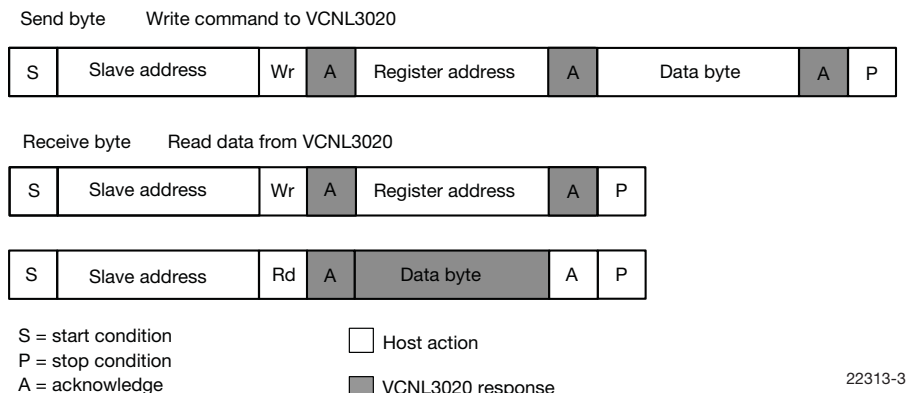 Send byte Write command to VCNL3020
S Slave address Wr A Register address A Data byte A P
Receive byte Read data from VCNL3020
S Slave address Wr A Register address A P
S Slave address Rd A Data byte A P
S = start condition
P = stop condition
A = acknowledge
Host action
VCNL3020 response
22313-3